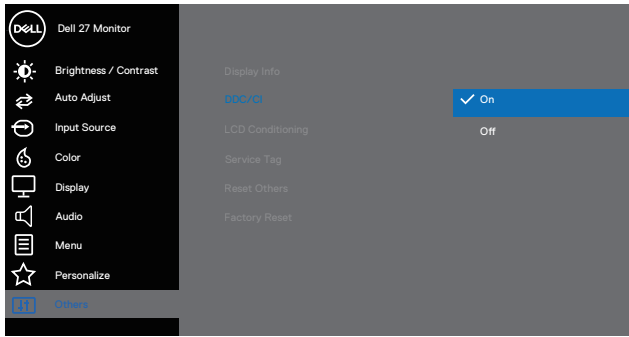 DELL
Dell 27 Monitor
Brightness / Contrast
Auto Adjust
Input Source
Color
Display
Audio
Menu
Personalize
Others
Display Info
DDC/CI
LCD Conditioning
Service Tag
Reset Others
Factory Reset
On
Off